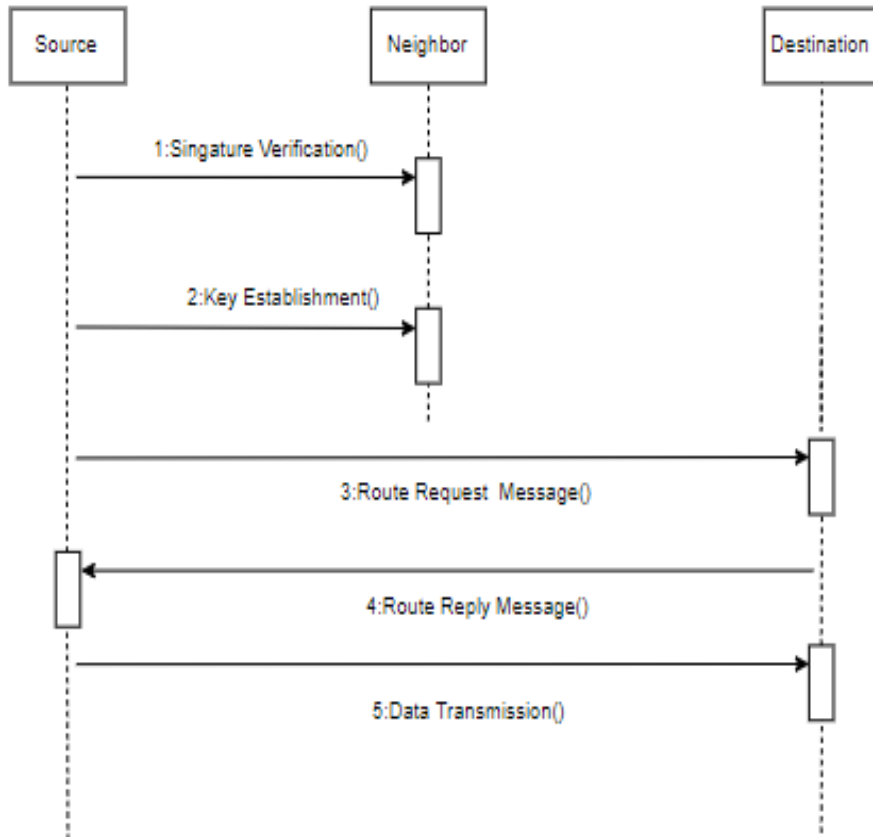 Source
Neighbor
Destination
1:Singature Verification()
2:Key Establishment()
3:Route Request  Message()
4:Route Reply Message()
5:Data Transmission()